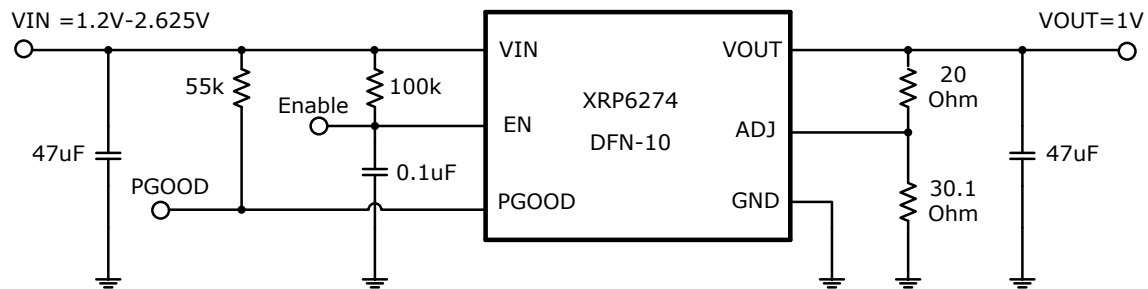 VIN =1.2V-2.625V
VOUT=1V
VIN
VOUT
55k
100k
20
Ohm
XRP6274
Enable
EN
ADJ
DFN-10
47uF
0.1uF
47uF
PGOOD
PGOOD
GND
30.1
Ohm